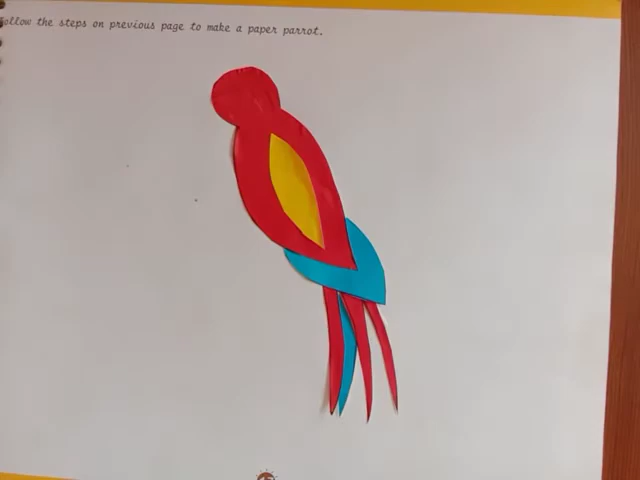 ollow the steps on previous page to make a paper parrot.